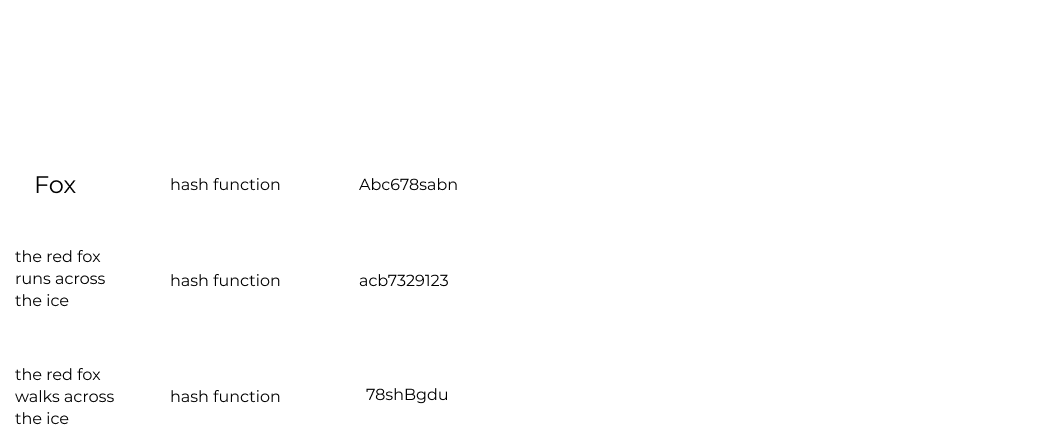 Fox
hash function
Abc678sabn
the red fox
runs across
the ice
hash function
acb7329123
the red fox
walks across
the ice
hash function
78shBgdu